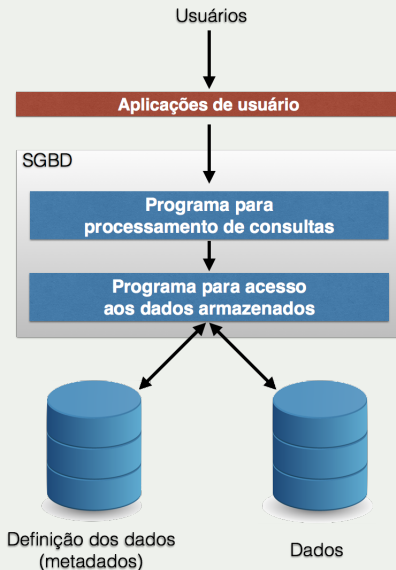 Usuários
Aplicações de usuário
SGBD
Programa para
processamento de consultas
Programa para acesso
aos dados armazenados
Definição dos dados
(metadados)
Dados